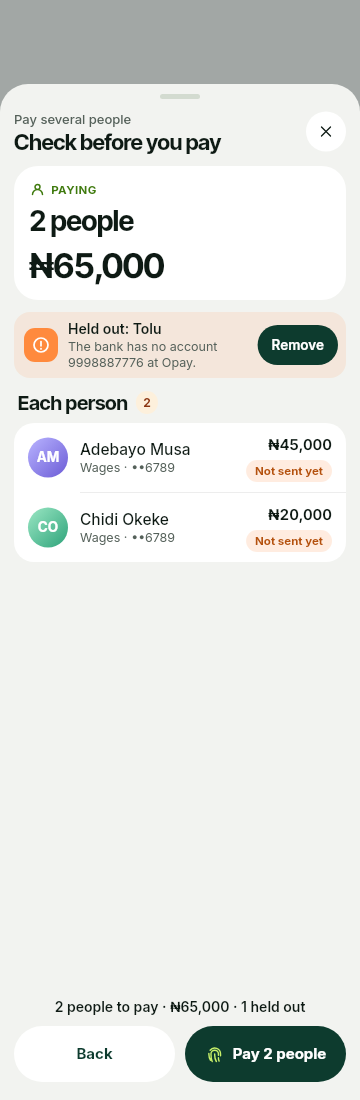 Pay several people
Check before you pay
PAYING
2 people
₦65,000
Held out: Tolu
The bank has no account
9998887776 at Opay.
Remove
Each person 2
AM
Adebayo Musa
Wages · ••6789
₦45,000
Not sent yet
CO
Chidi Okeke
Wages · ••6789
₦20,000
Not sent yet
2 people to pay · ₦65,000 · 1 held out
Back
Pay 2 people